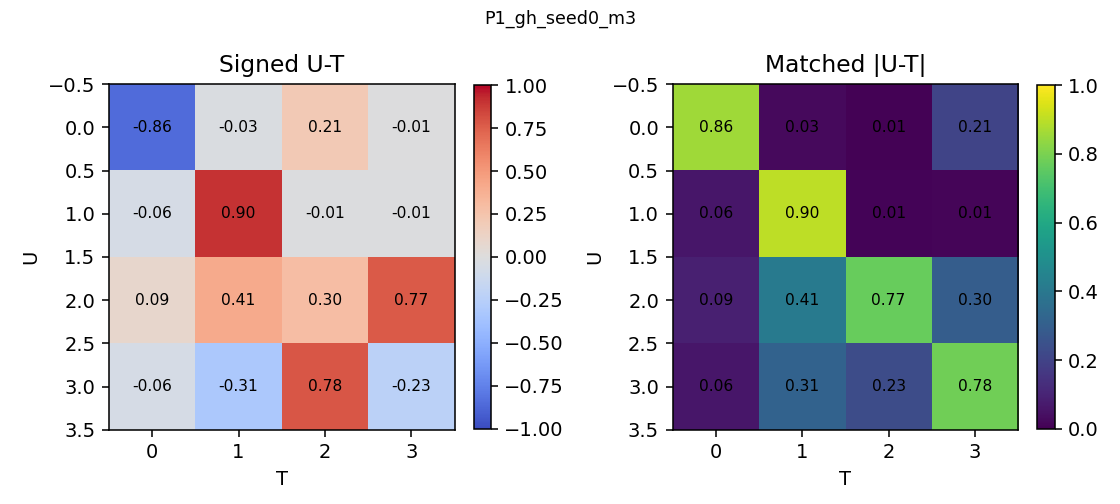 P1_gh_seed0_m3
Signed U-T
−0.5
0.0
0.5
1.0
1.5
2.0
2.5
3.0
3.5
U
-0.86 -0.03 0.21 -0.01
-0.06 0.90 -0.01 -0.01
0.09 0.41 0.30 0.77
-0.06 -0.31 0.78 -0.23
0 1 2 3
T
1.00
0.75
0.50
0.25
0.00
−0.25
−0.50
−0.75
−1.00
Matched |U-T|
−0.5
0.0
0.5
1.0
1.5
2.0
2.5
3.0
3.5
U
0.86 0.03 0.01 0.21
0.06 0.90 0.01 0.01
0.09 0.41 0.77 0.30
0.06 0.31 0.23 0.78
0 1 2 3
T
1.0
0.8
0.6
0.4
0.2
0.0